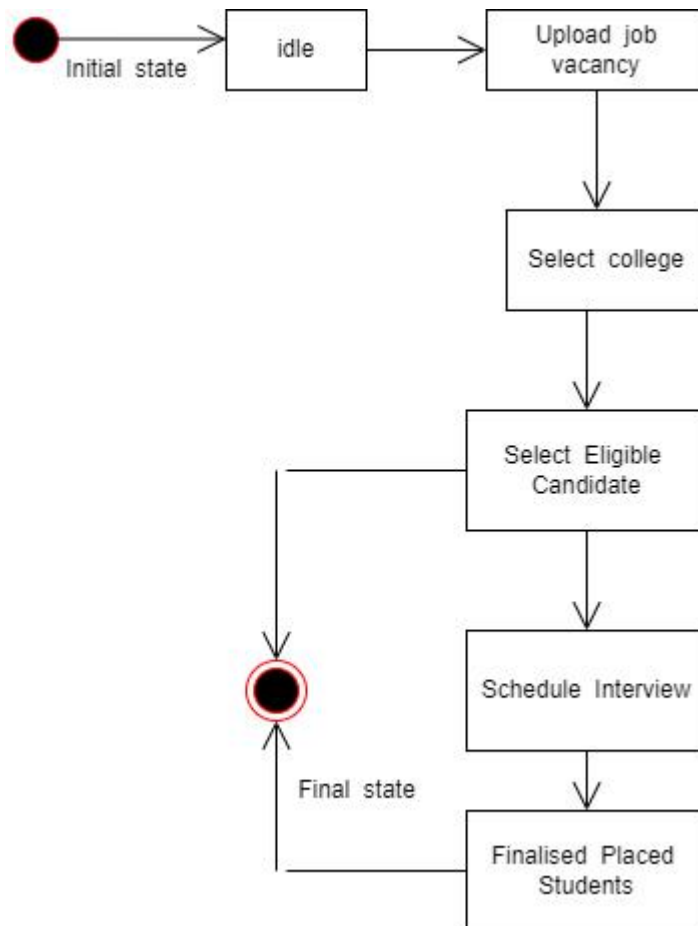 Initial state
idle
Upload job
vacancy
Select college
Select Eligible
Candidate
Schedule Interview
Final state
Finalised Placed
Students